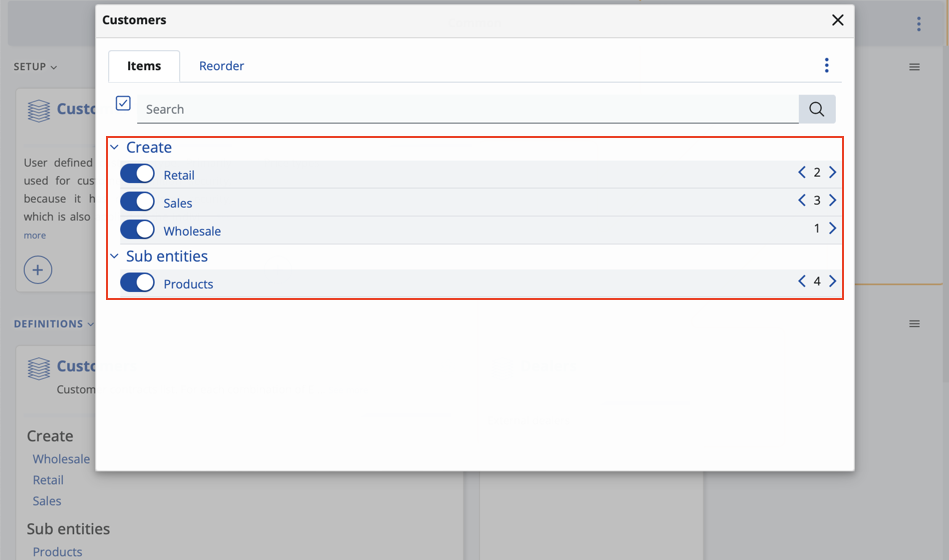 Customers
Items
Reorder
Search
SETUP
Create
Retail
2
Sales
3
Wholesale
1
Sub entities
Products
4
User defined
used for cus
because it h
which is also
more
DEFINITIONS
Custo
Custom
Create
Wholesale
Retail
Sales
Sub entities
Products